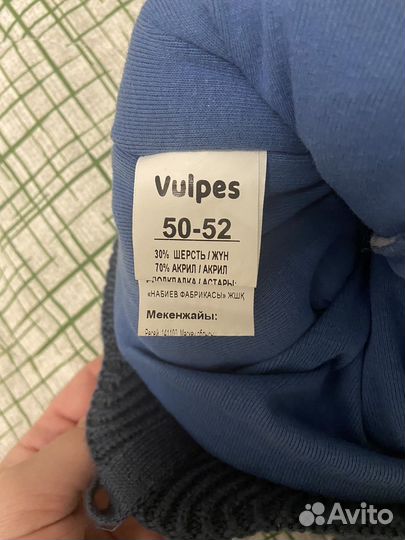 Vulpes
50-52
30% ШЕРСТЬ / ЖҮН
70% АКРИЛ / АКРИЛ
ПОДКЛАДКА / АСТАРЫ:
«НАБИЕВ ФАБРИКАСЫ» ЖШҚ
Мекенжайы:
Avito